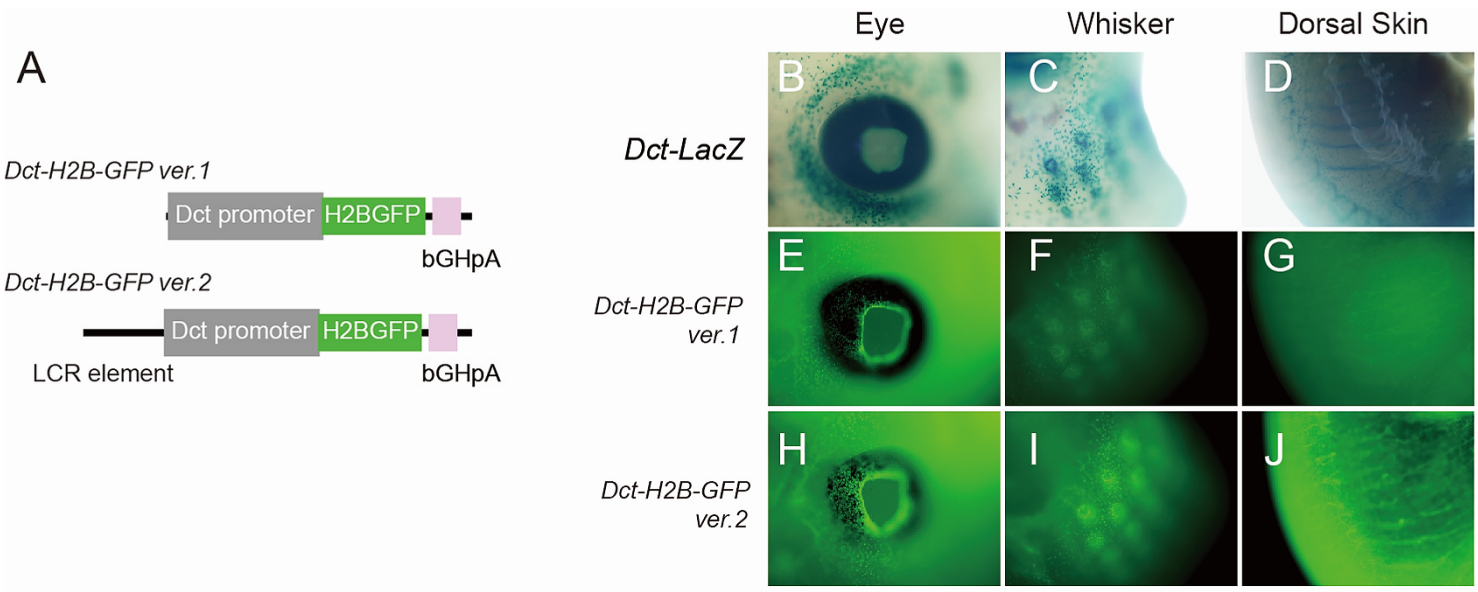 A
Dct-H2B-GFP ver.1
Dct promoter H2BGFP
bGHpA
Dct-H2B-GFP ver.2
Dct promoter H2BGFP
LCR element bGHpA
Eye Whisker Dorsal Skin
Dct-LacZ
B C D
Dct-H2B-GFP
ver.1
E F G
Dct-H2B-GFP
ver.2
H I J